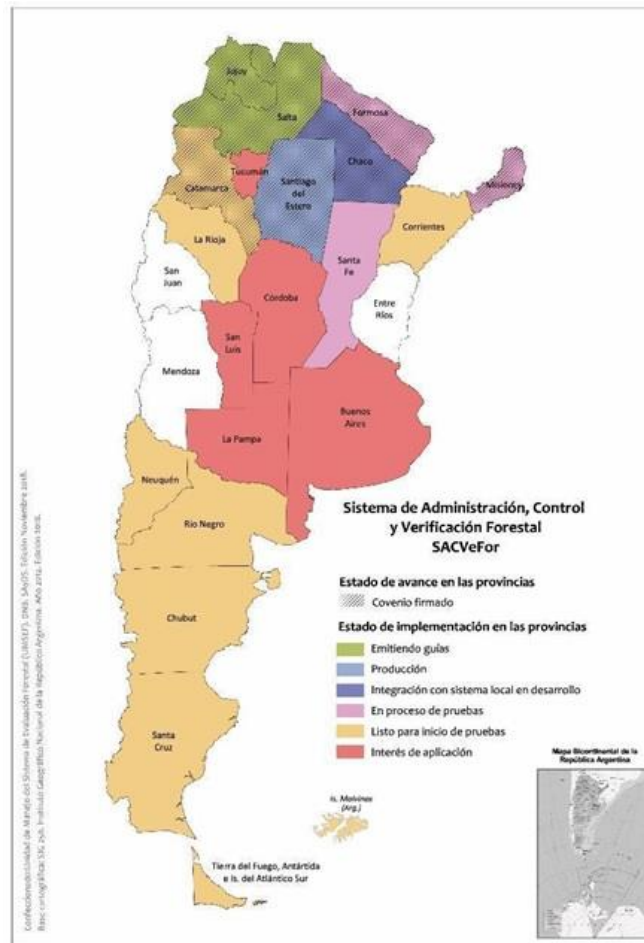 Jujuy
Salta
Formosa
Chaco
Misiones
Tucumán
Catamarca
Santiago
del
Estero
La Rioja
Corrientes
San
Juan
Santa
Fe
Córdoba
Entre
Ríos
San
Luis
Mendoza
Buenos
Aires
La Pampa
Neuquén
Río Negro
Chubut
Santa
Cruz
Sistema de Administración, Control
y Verificación Forestal
SACVeFor
Estado de avance en las provincias
Covenio firmado
Estado de implementación en las provincias
Emitiendo guías
Producción
Integración con sistema local en desarrollo
En proceso de pruebas
Listo para inicio de pruebas
Interés de aplicación
Mapa Bicontinental de la
República Argentina
Is. Malvinas
(Arg.)
Tierra del Fuego, Antártida
e Is. del Atlántico Sur